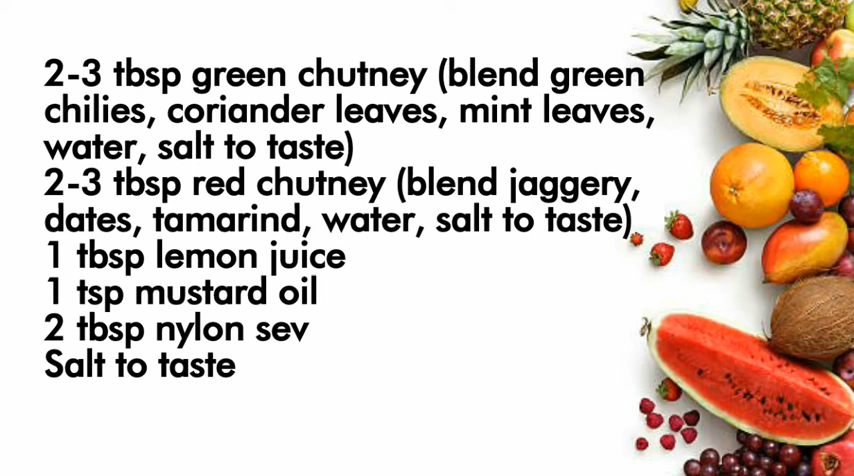 2-3 tbsp green chutney (blend green
chilies, coriander leaves, mint leaves,
water, salt to taste)
2-3 tbsp red chutney (blend jaggery,
dates, tamarind, water, salt to taste)
1 tbsp lemon juice
1 tsp mustard oil
2 tbsp nylon sev
Salt to taste